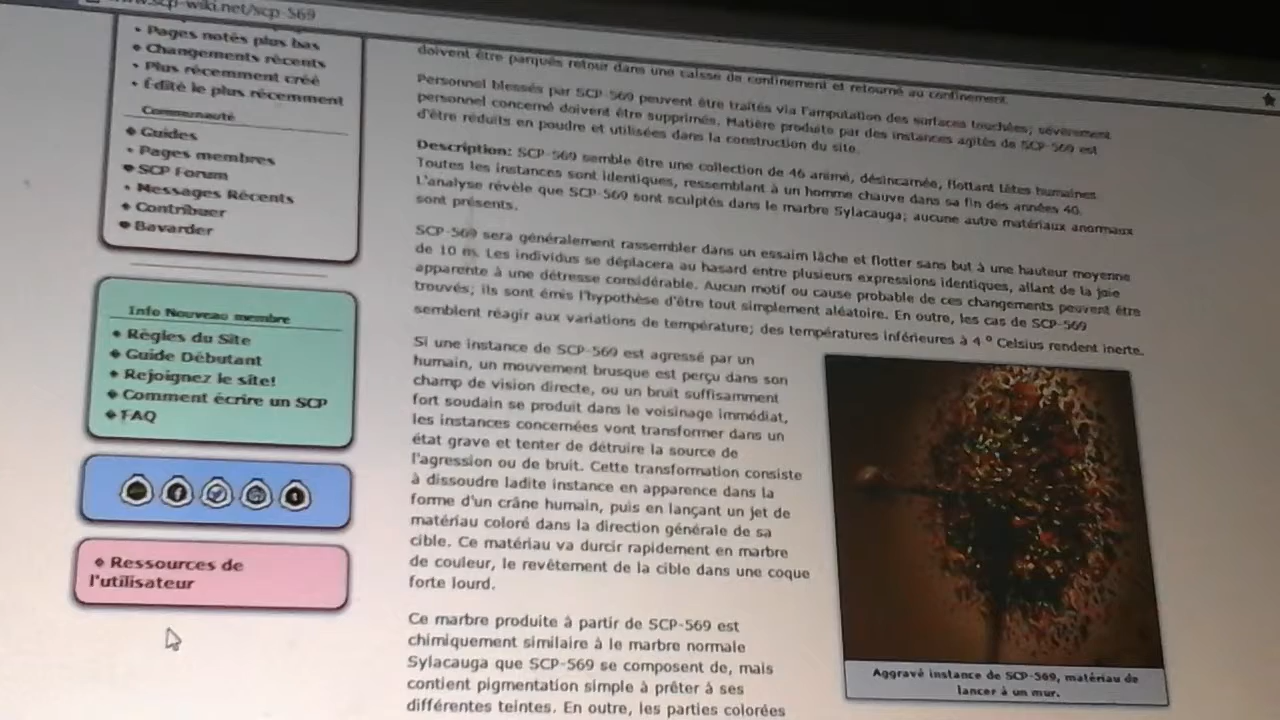 www.scp-wiki.net/scp-569
Pages notés plus bas
Changements récents
Plus récemment créé
Édité le plus récemment
Communauté
Guides
Pages membres
SCP Forum
Messages Récents
Contribuer
Bavarder
Info Nouveau membre
Règles du Site
Guide Débutant
Rejoignez le site!
Comment écrire un SCP
FAQ
Ressources de
l'utilisateur
doivent être parqués retour dans une caisse de confinement et retourné au confinement.
Personnel blessés par SCP-569 peuvent être traités via l'amputation des surfaces touchées; sévèrement
personnel concerné doivent être supprimés. Matière produite par des instances agités de SCP-569 est
d'être réduits en poudre et utilisées dans la construction du site.
Description: SCP-569 semble être une collection de 46 animé, désincarnée, flottant têtes humaines
Toutes les instances sont identiques, ressemblant à un homme chauve dans sa fin des années 40.
L'analyse révèle que SCP-569 sont sculptés dans le marbre Sylacauga; aucune autre matériaux anormaux
sont présents.
SCP-569 sera généralement rassembler dans un essaim lâche et flotter sans but à une hauteur moyenne
de 10 m. Les individus se déplacera au hasard entre plusieurs expressions identiques, allant de la joie
apparente à une détresse considérable. Aucun motif ou cause probable de ces changements peuvent être
trouvés; ils sont émis l'hypothèse d'être tout simplement aléatoire. En outre, les cas de SCP-569
semblent réagir aux variations de température; des températures inférieures à 4 ° Celsius rendent inerte.
Si une instance de SCP-569 est agressé par un
humain, un mouvement brusque est perçu dans son
champ de vision directe, ou un bruit suffisamment
fort soudain se produit dans le voisinage immédiat,
les instances concernées vont transformer dans un
état grave et tenter de détruire la source de
l'agression ou de bruit. Cette transformation consiste
à dissoudre ladite instance en apparence dans la
forme d'un crâne humain, puis en lançant un jet de
matériau coloré dans la direction générale de sa
cible. Ce matériau va durcir rapidement en marbre
de couleur, le revêtement de la cible dans une coque
forte lourd.
Ce marbre produite à partir de SCP-569 est
chimiquement similaire à le marbre normale
Sylacauga que SCP-569 se composent de, mais
contient pigmentation simple à prêter à ses
différentes teintes. En outre, les parties colorées
Aggravé instance de SCP-569, matériau de
lancer à un mur.